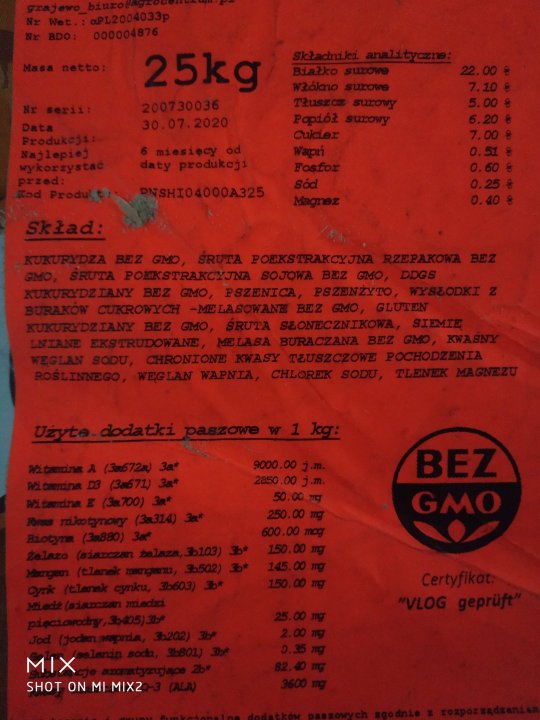 grajewo_biuro@agrocentrum.pl
Nr Wet.: αPL2004033p
Nr BDO: 000004876
Masa netto: 25kg
Nr serii: 200730036
Data Produkcji: 30.07.2020
Najlepiej wykorzystać przed: 6 miesięcy od daty produkcji
Kod Produktu: PNSHI04000A325
Składniki analityczne:
Białko surowe 22.00 %
Włókno surowe 7.10 %
Tłuszcz surowy 5.00 %
Popiół surowy 6.20 %
Cukier 7.00 %
Wapń 0.51 %
Fosfor 0.60 %
Sód 0.25 %
Magnez 0.40 %
Skład:
KUKURYDZA BEZ GMO, ŚRUTA POEKSTRAKCYJNA RZEPAKOWA BEZ
GMO, ŚRUTA POEKSTRAKCYJNA SOJOWA BEZ GMO, DDGS
KUKURYDZIANY BEZ GMO, PSZENICA, PSZENŻYTO, WYSŁODKI Z
BURAKÓW CUKROWYCH -MELASOWANE BEZ GMO, GLUTEN
KUKURYDZIANY BEZ GMO, ŚRUTA SŁONECZNIKOWA, SIEMIĘ
LNIANE EKSTRUDOWANE, MELASA BURACZANA BEZ GMO, KWAŚNY
WĘGLAN SODU, CHRONIONE KWASY TŁUSZCZOWE POCHODZENIA
ROŚLINNEGO, WĘGLAN WAPNIA, CHLOREK SODU, TLENEK MAGNEZU
Użyte dodatki paszowe w 1 kg:
Witamina A (3a672a) 3a* 9000.00 j.m.
Witamina D3 (3a671) 3a* 2850.00 j.m.
Witamina E (3a700) 3a* 50.00 mg
Kwas nikotynowy (3a314) 3a* 250.00 mg
Biotyna (3a880) 3a* 600.00 mcg
Żelazo (siarczan żelaza,3b103) 3b* 150.00 mg
Mangan (tlenek manganu, 3b502) 3b* 145.00 mg
Cynk (tlenek cynku, 3b603) 3b* 150.00 mg
Miedź(siarczan miedzi
pięciowodny,3b405)3b* 25.00 mg
Jod (jodan wapnia, 3b202) 3b* 2.00 mg
Selen (selenin sodu, 3b801) 3b* 0.35 mg
Substancje aromatyzujące 2b* 82.40 mg
-3 (ALA) 3600 mg
BEZ
GMO
Certyfikat:
"VLOG geprüft"
MIX
SHOT ON MI MIX2
grupy funkcjonalne dodatków paszowych zgodnie z rozporządzeniem